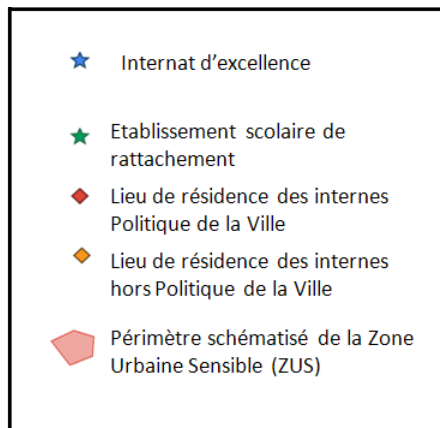 Internat d'excellence
Etablissement scolaire de
rattachement
Lieu de résidence des internes
Politique de la Ville
Lieu de résidence des internes
hors Politique de la Ville
Périmètre schématisé de la Zone
Urbaine Sensible (ZUS)